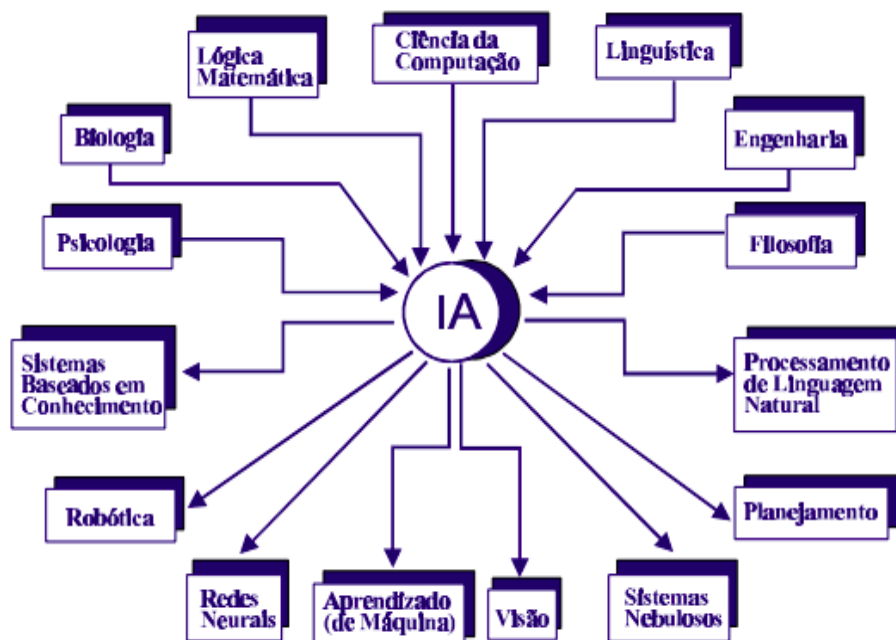 Lógica
Matemática
Ciência da
Computação
Linguística
Biologia
Engenharia
Psicologia
Filosofia
IA
Sistemas
Baseados em
Conhecimento
Processamento
de Linguagem
Natural
Robótica
Planejamento
Redes
Neurais
Aprendizado
(de Máquina)
Visão
Sistemas
Nebulosos